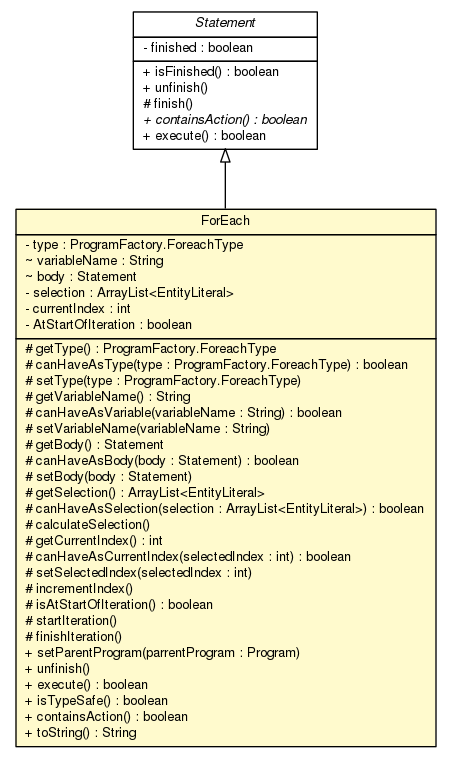 Statement
- finished : boolean
+ isFinished() : boolean
+ unfinish()
# finish()
+ containsAction() : boolean
+ execute() : boolean
ForEach
- type : ProgramFactory.ForeachType
~ variableName : String
~ body : Statement
- selection : ArrayList<EntityLiteral>
- currentIndex : int
- AtStartOfIteration : boolean
# getType() : ProgramFactory.ForeachType
# canHaveAsType(type : ProgramFactory.ForeachType) : boolean
# setType(type : ProgramFactory.ForeachType)
# getVariableName() : String
# canHaveAsVariable(variableName : String) : boolean
# setVariableName(variableName : String)
# getBody() : Statement
# canHaveAsBody(body : Statement) : boolean
# setBody(body : Statement)
# getSelection() : ArrayList<EntityLiteral>
# canHaveAsSelection(selection : ArrayList<EntityLiteral>) : boolean
# calculateSelection()
# getCurrentIndex() : int
# canHaveAsCurrentIndex(selectedIndex : int) : boolean
# setSelectedIndex(selectedIndex : int)
# incrementIndex()
# isAtStartOfIteration() : boolean
# startIteration()
# finishIteration()
+ setParentProgram(parrentProgram : Program)
+ unfinish()
+ execute() : boolean
+ isTypeSafe() : boolean
+ containsAction() : boolean
+ toString() : String